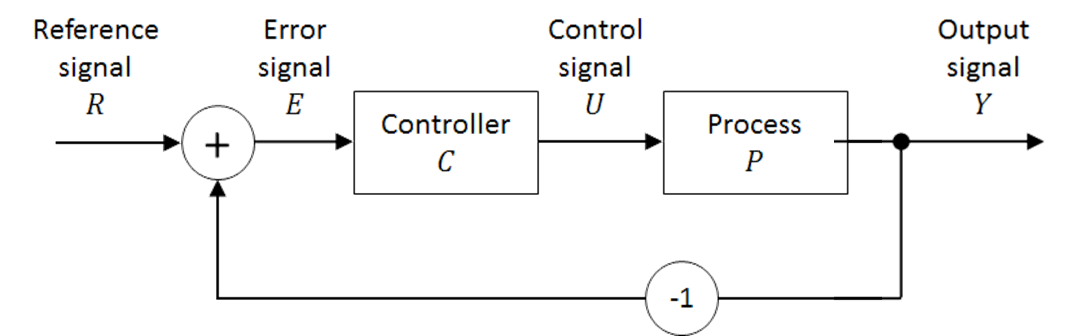 Reference
signal
R
Error
signal
E
Control
signal
U
Output
signal
Y
+
Controller
C
Process
P
-1